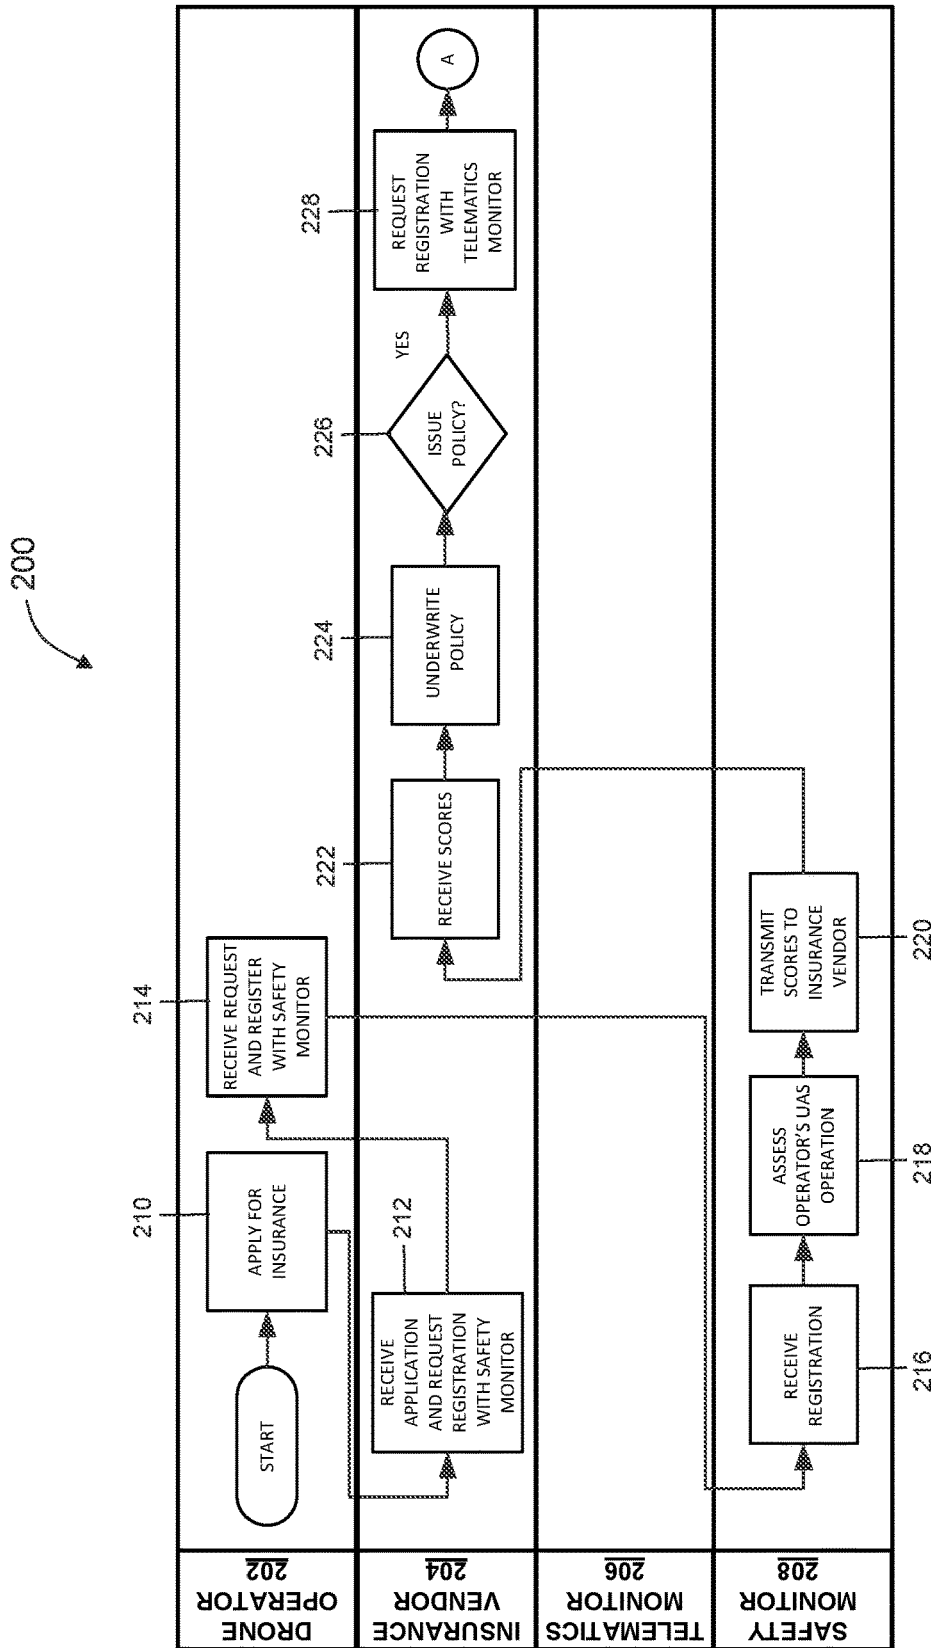 200
DRONE
OPERATOR
202
START
APPLY FOR
INSURANCE
210
RECEIVE REQUEST
AND REGISTER
WITH SAFETY
MONITOR
214
INSURANCE
VENDOR
204
RECEIVE
APPLICATION
AND REQUEST
REGISTRATION
WITH SAFETY
MONITOR
212
RECEIVE SCORES
222
UNDERWRITE
POLICY
224
ISSUE
POLICY?
226
YES
REQUEST
REGISTRATION
WITH
TELEMATICS
MONITOR
228
A
TELEMATICS
MONITOR
206
SAFETY
MONITOR
208
RECEIVE
REGISTRATION
216
ASSESS
OPERATOR'S UAS
OPERATION
218
TRANSMIT
SCORES TO
INSURANCE
VENDOR
220